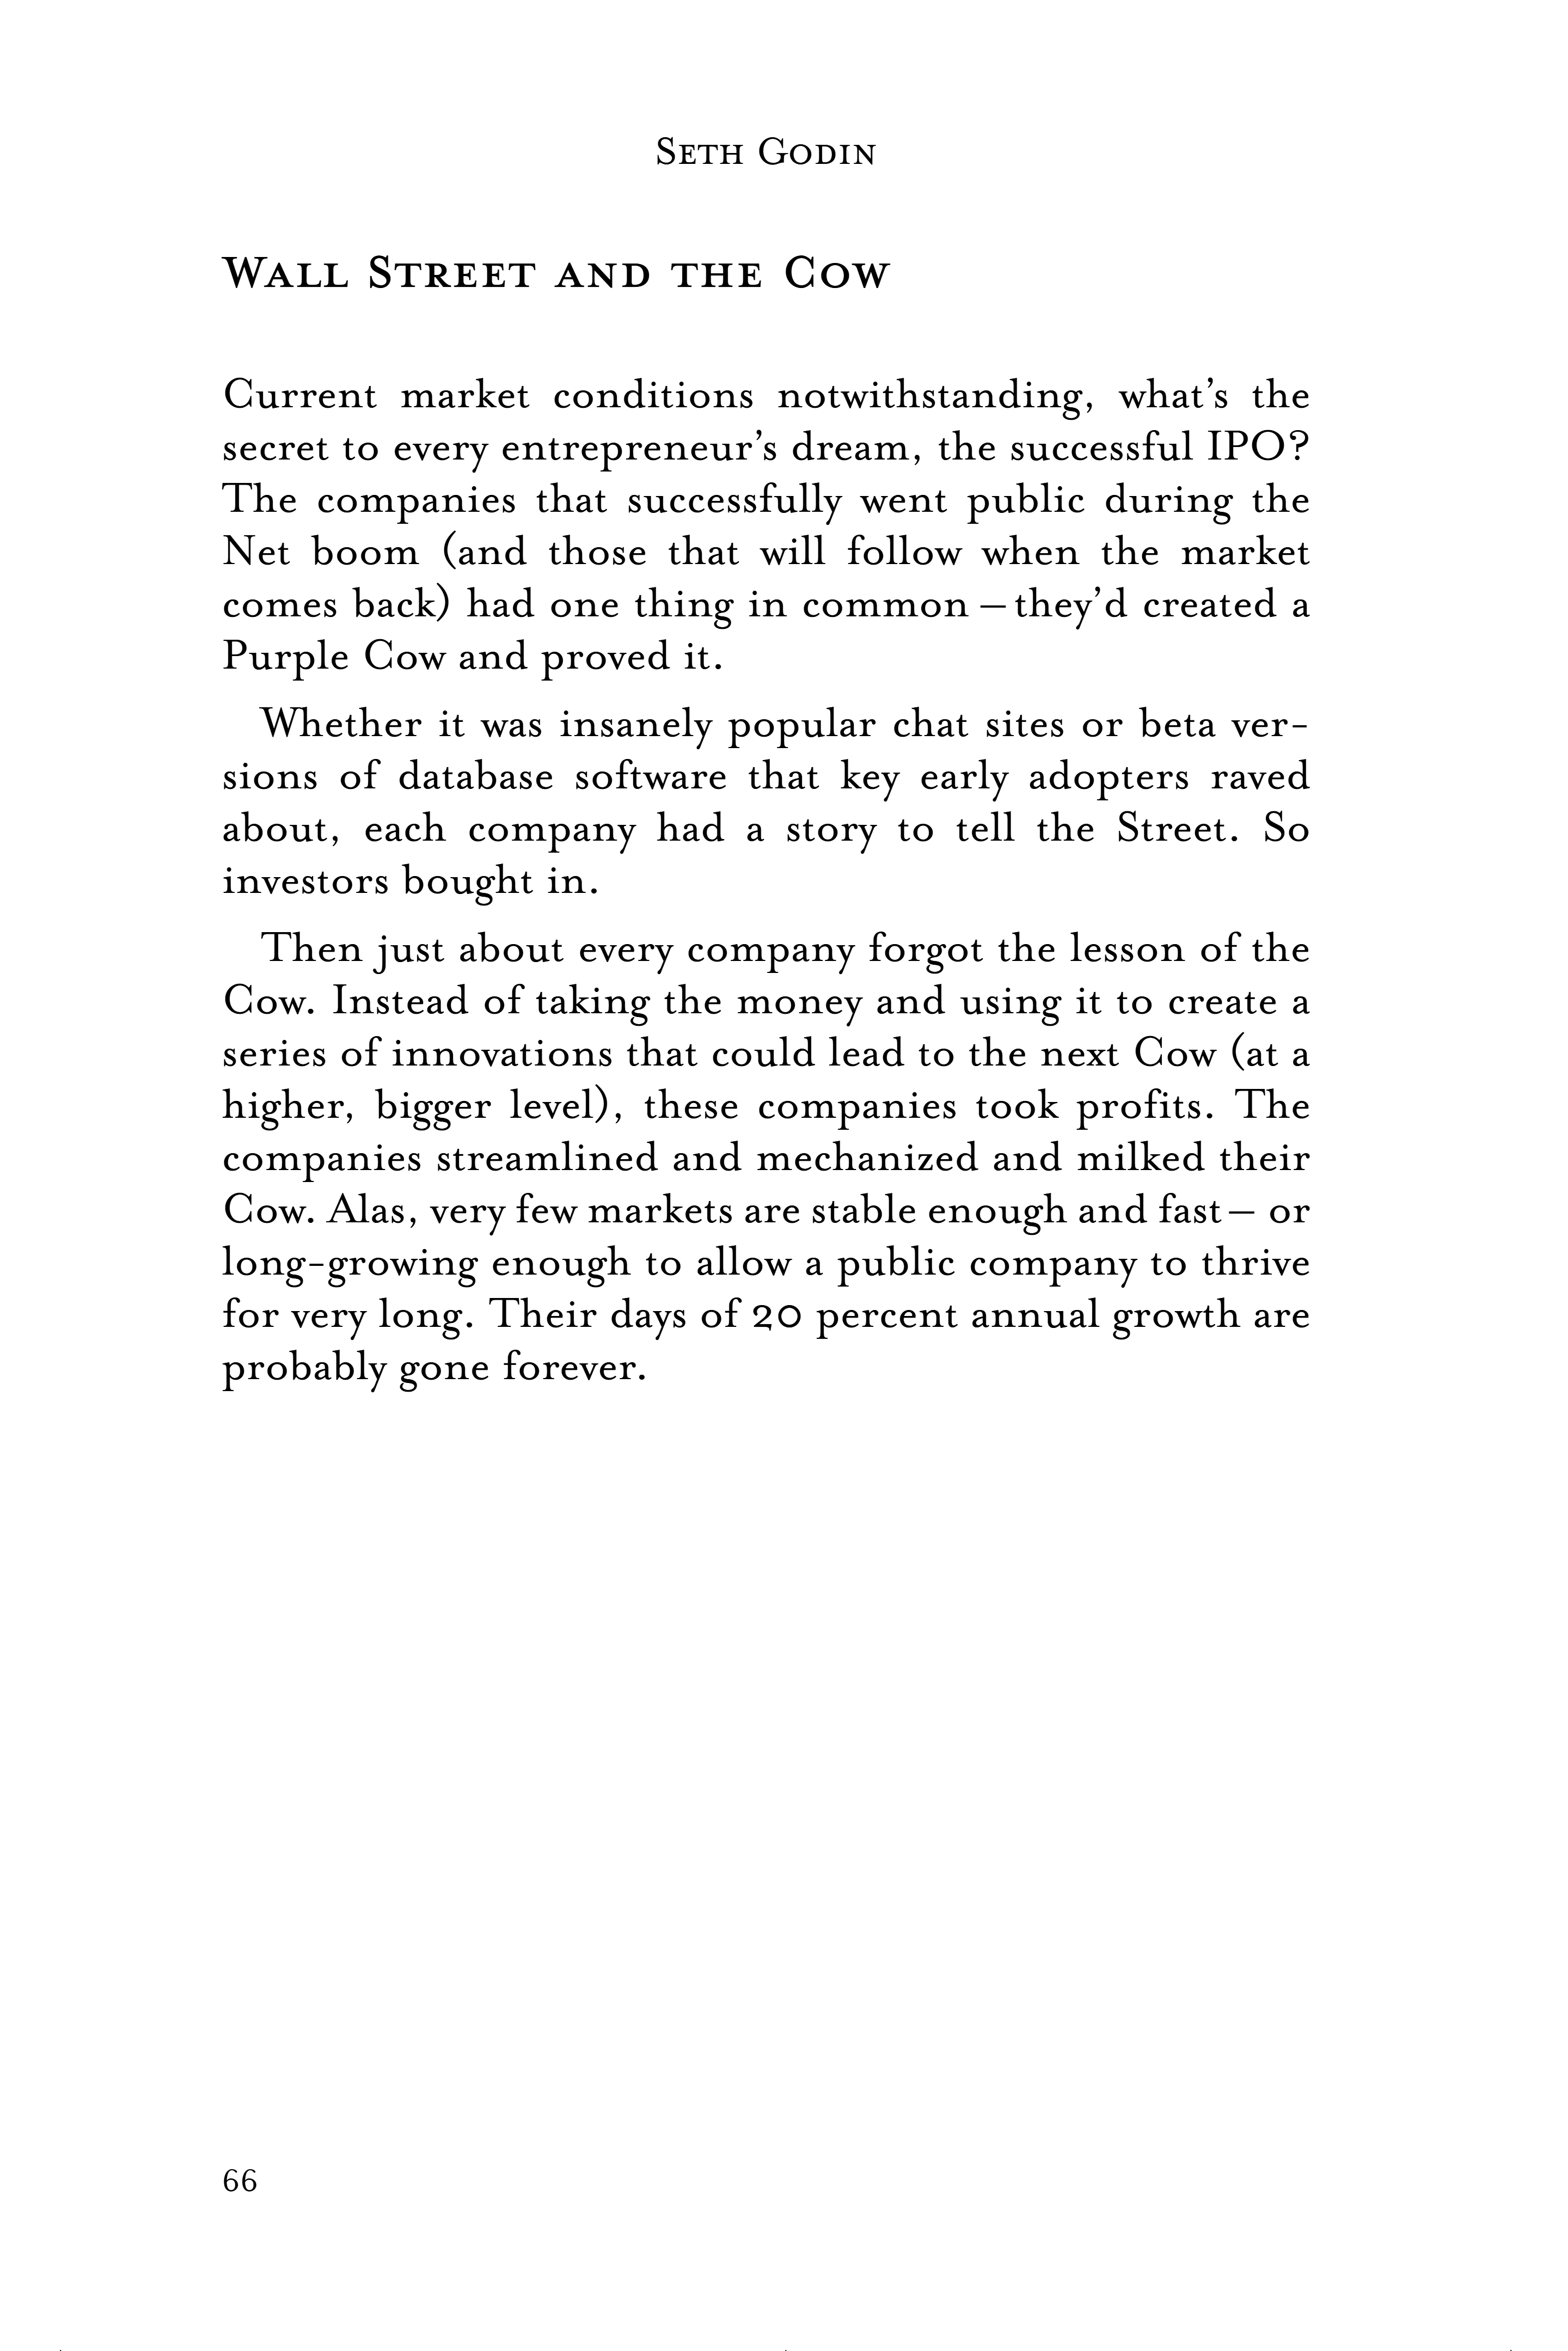 Seth Godin
Wall Street and the Cow
Current market conditions notwithstanding, what’s the
secret to every entrepreneur’s dream, the successful IPO?
The companies that successfully went public during the
Net boom (and those that will follow when the market
comes back) had one thing in common — they’d created a
Purple Cow and proved it.
Whether it was insanely popular chat sites or beta ver-
sions of database software that key early adopters raved
about, each company had a story to tell the Street. So
investors bought in.
Then just about every company forgot the lesson of the
Cow. Instead of taking the money and using it to create a
series of innovations that could lead to the next Cow (at a
higher, bigger level), these companies took profits. The
companies streamlined and mechanized and milked their
Cow. Alas, very few markets are stable enough and fast— or
long-growing enough to allow a public company to thrive
for very long. Their days of 20 percent annual growth are
probably gone forever.
66